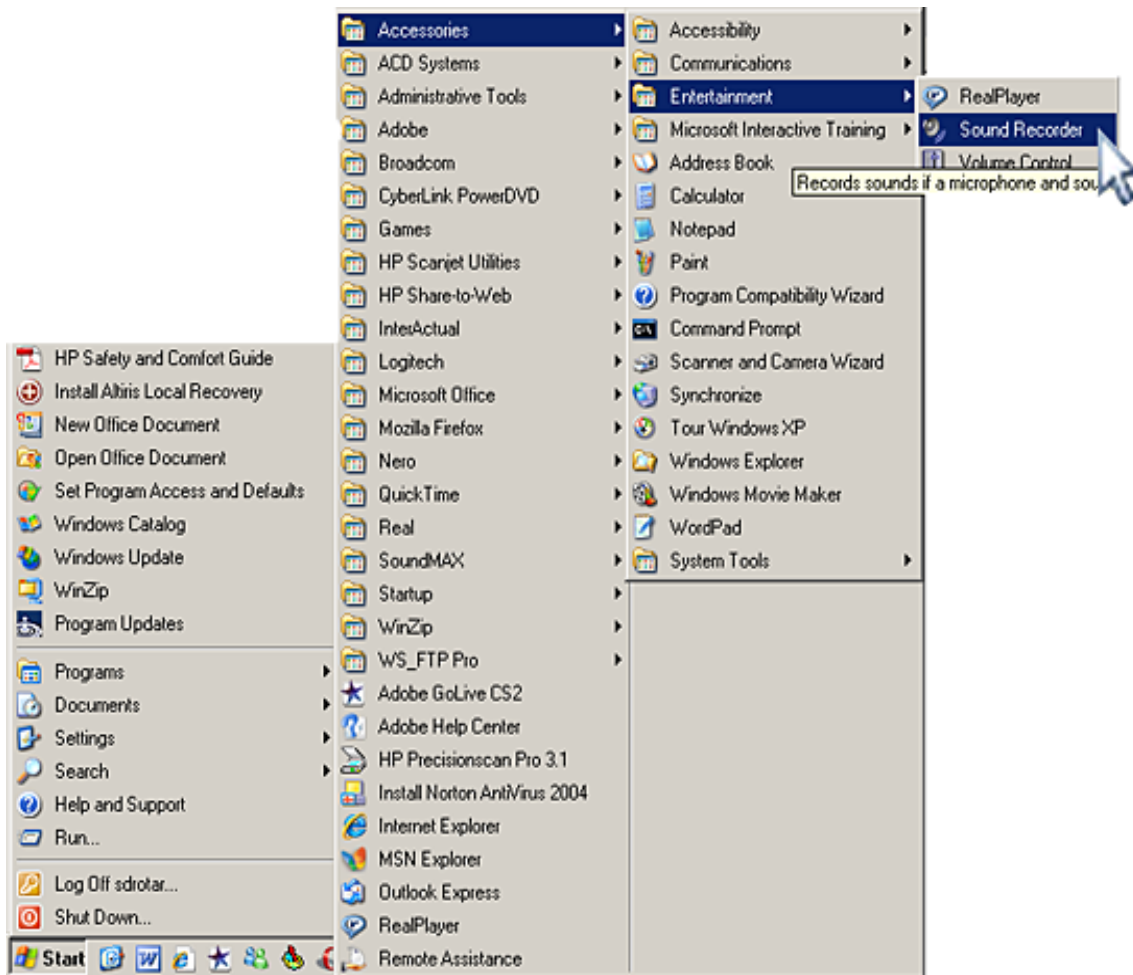 HP Safety and Comfort Guide
Install Altiris Local Recovery
New Office Document
Open Office Document
Set Program Access and Defaults
Windows Catalog
Windows Update
WinZip
Program Updates
Programs
Documents
Settings
Search
Help and Support
Run...
Log Off sdrotar...
Shut Down...
Start
Accessories
ACD Systems
Administrative Tools
Adobe
Broadcom
CyberLink PowerDVD
Games
HP Scanjet Utilities
HP Share-to-Web
InterActual
Logitech
Microsoft Office
Mozilla Firefox
Nero
QuickTime
Real
SoundMAX
Startup
WinZip
WS_FTP Pro
Adobe GoLive CS2
Adobe Help Center
HP Precisionscan Pro 3.1
Install Norton AntiVirus 2004
Internet Explorer
MSN Explorer
Outlook Express
RealPlayer
Remote Assistance
Accessibility
Communications
Entertainment
Microsoft Interactive Training
Address Book
Calculator
Notepad
Paint
Program Compatibility Wizard
Command Prompt
Scanner and Camera Wizard
Synchronize
Tour Windows XP
Windows Explorer
Windows Movie Maker
WordPad
System Tools
RealPlayer
Sound Recorder
Volume Control
Records sounds if a microphone and